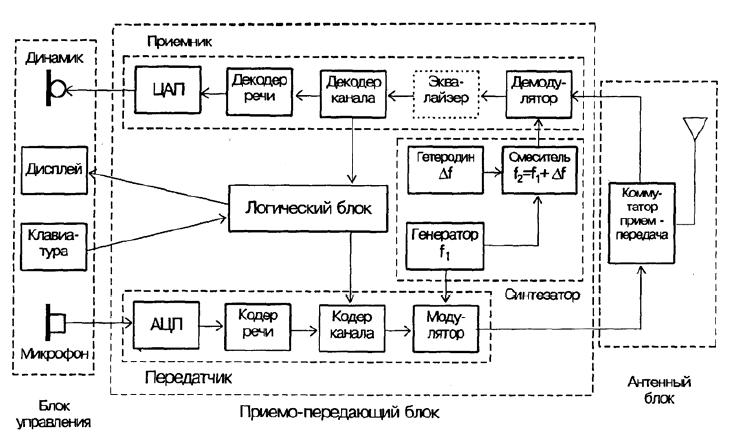 Приемник
Динамик
ЦАП
Декодер
речи
Декодер
канала
Эква-
лайзер
Демоду-
лятор
Дисплей
Гетеродин
Δf
Смеситель
f₂=f₁+Δf
Клавиа-
тура
Логический блок
Генератор
f₁
Комму-
татор
прием -
передача
Синтезатор
Микрофон
АЦП
Кодер
речи
Кодер
канала
Моду-
лятор
Передатчик
Блок
управления
Приемо-передающий блок
Антенный
блок